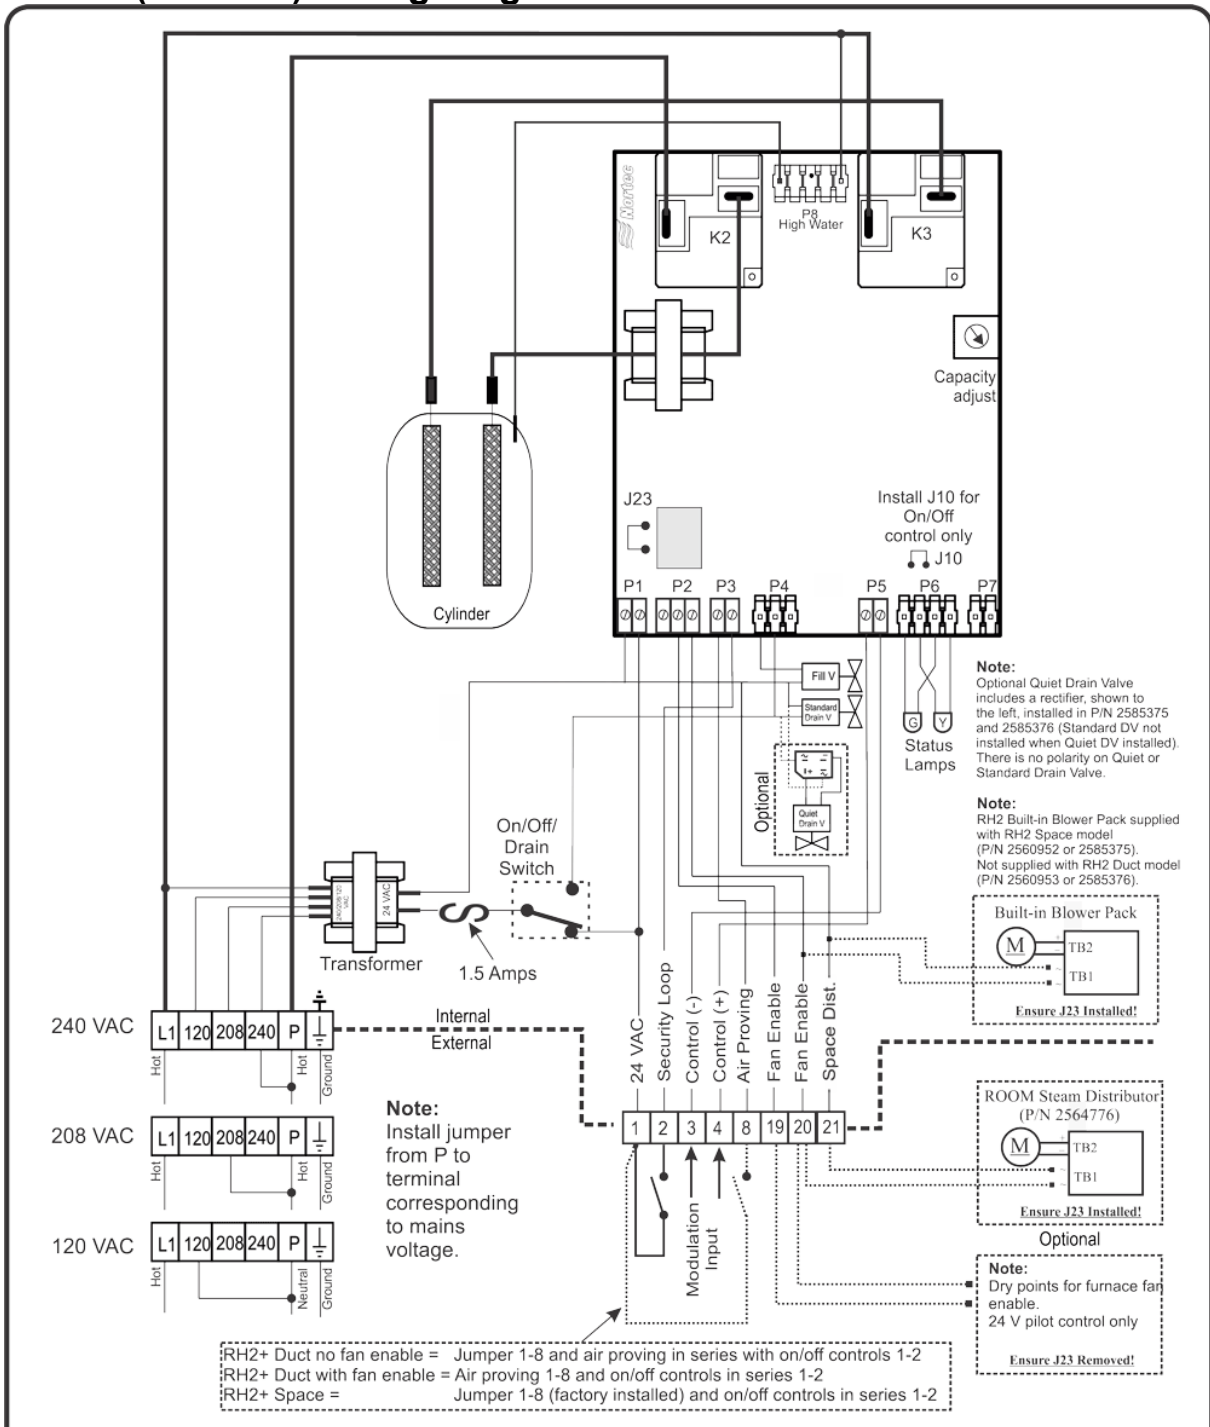 Nortec
K2
P8
High Water
K3
Capacity
adjust
J23
Install J10 for
On/Off
control only
J10
P1 P2 P3 P4 P5 P6 P7
Cylinder
Fill V
Standard
Drain V
G Y
Status
Lamps
Optional
Quiet
Drain V
Note:
Optional Quiet Drain Valve
includes a rectifier, shown to
the left, installed in P/N 2585375
and 2585376 (Standard DV not
installed when Quiet DV installed).
There is no polarity on Quiet or
Standard Drain Valve.
Note:
RH2 Built-in Blower Pack supplied
with RH2 Space model
(P/N 2560952 or 2585375).
Not supplied with RH2 Duct model
(P/N 2560953 or 2585376).
On/Off/
Drain
Switch
240/208/120
VAC
24 VAC
Transformer
1.5 Amps
Built-in Blower Pack
M
TB2
TB1
Ensure J23 Installed!
240 VAC
L1 120 208 240 P
Hot
Hot
Ground
Internal
External
24 VAC
Security Loop
Control (-)
Control (+)
Air Proving
Fan Enable
Fan Enable
Space Dist.
1 2 3 4 8 19 20 21
ROOM Steam Distributor
(P/N 2564776)
M
TB2
TB1
Ensure J23 Installed!
Optional
208 VAC
L1 120 208 240 P
Hot
Hot
Ground
Note:
Install jumper
from P to
terminal
corresponding
to mains
voltage.
Modulation
Input
120 VAC
L1 120 208 240 P
Hot
Neutral
Ground
Note:
Dry points for furnace fan
enable.
24 V pilot control only
Ensure J23 Removed!
RH2+ Duct no fan enable = Jumper 1-8 and air proving in series with on/off controls 1-2
RH2+ Duct with fan enable = Air proving 1-8 and on/off controls in series 1-2
RH2+ Space = Jumper 1-8 (factory installed) and on/off controls in series 1-2